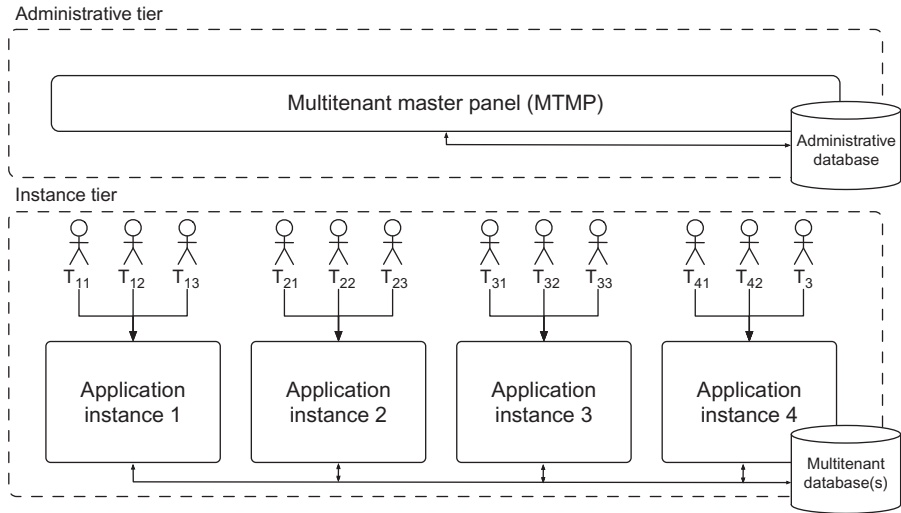 Administrative tier
Multitenant master panel (MTMP)
Administrative
database
Instance tier
T11 T12 T13 T21 T22 T23 T31 T32 T33 T41 T42 T3
Application
instance 1
Application
instance 2
Application
instance 3
Application
instance 4
Multitenant
database(s)